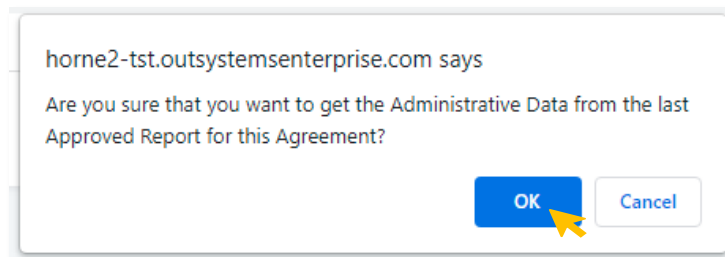 horne2-tst.outsystemsenterprise.com says
Are you sure that you want to get the Administrative Data from the last
Approved Report for this Agreement?
OK
Cancel